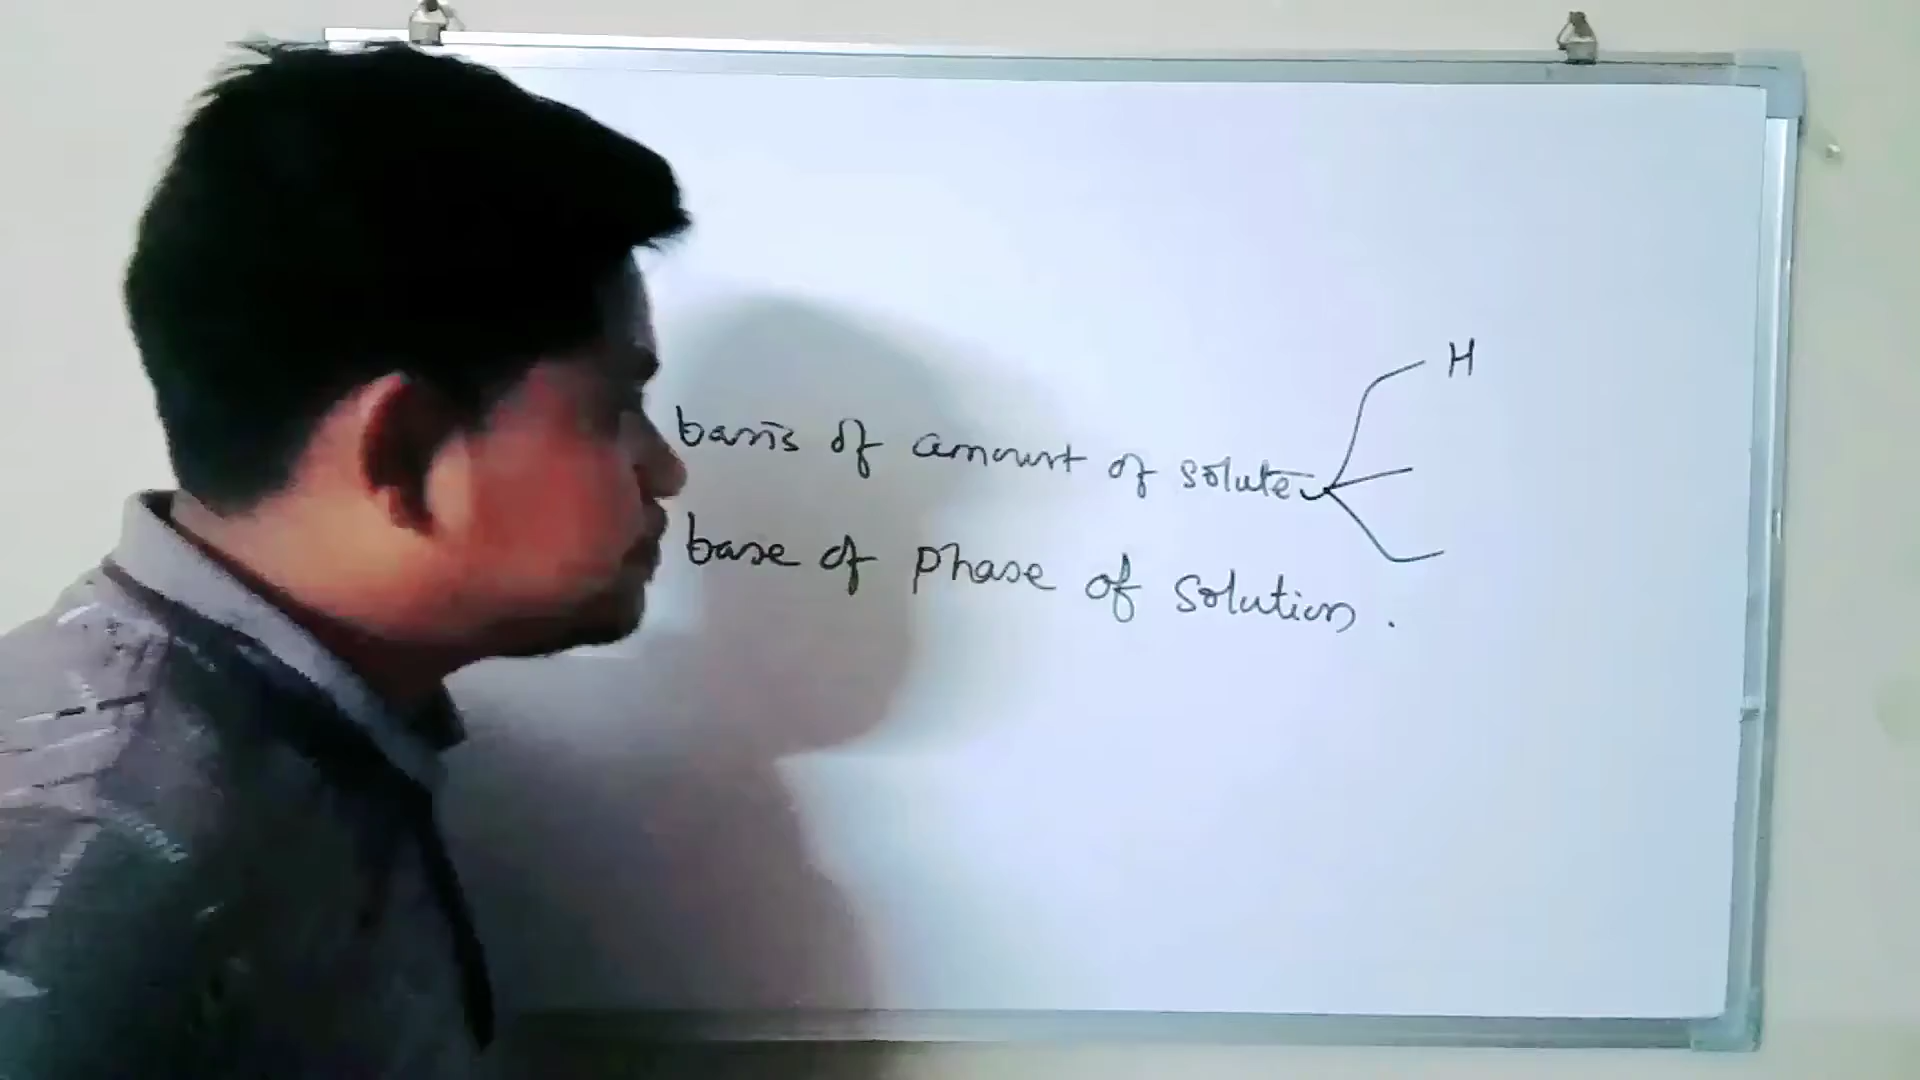 H
basis of amount of solute
base of phase of solution.